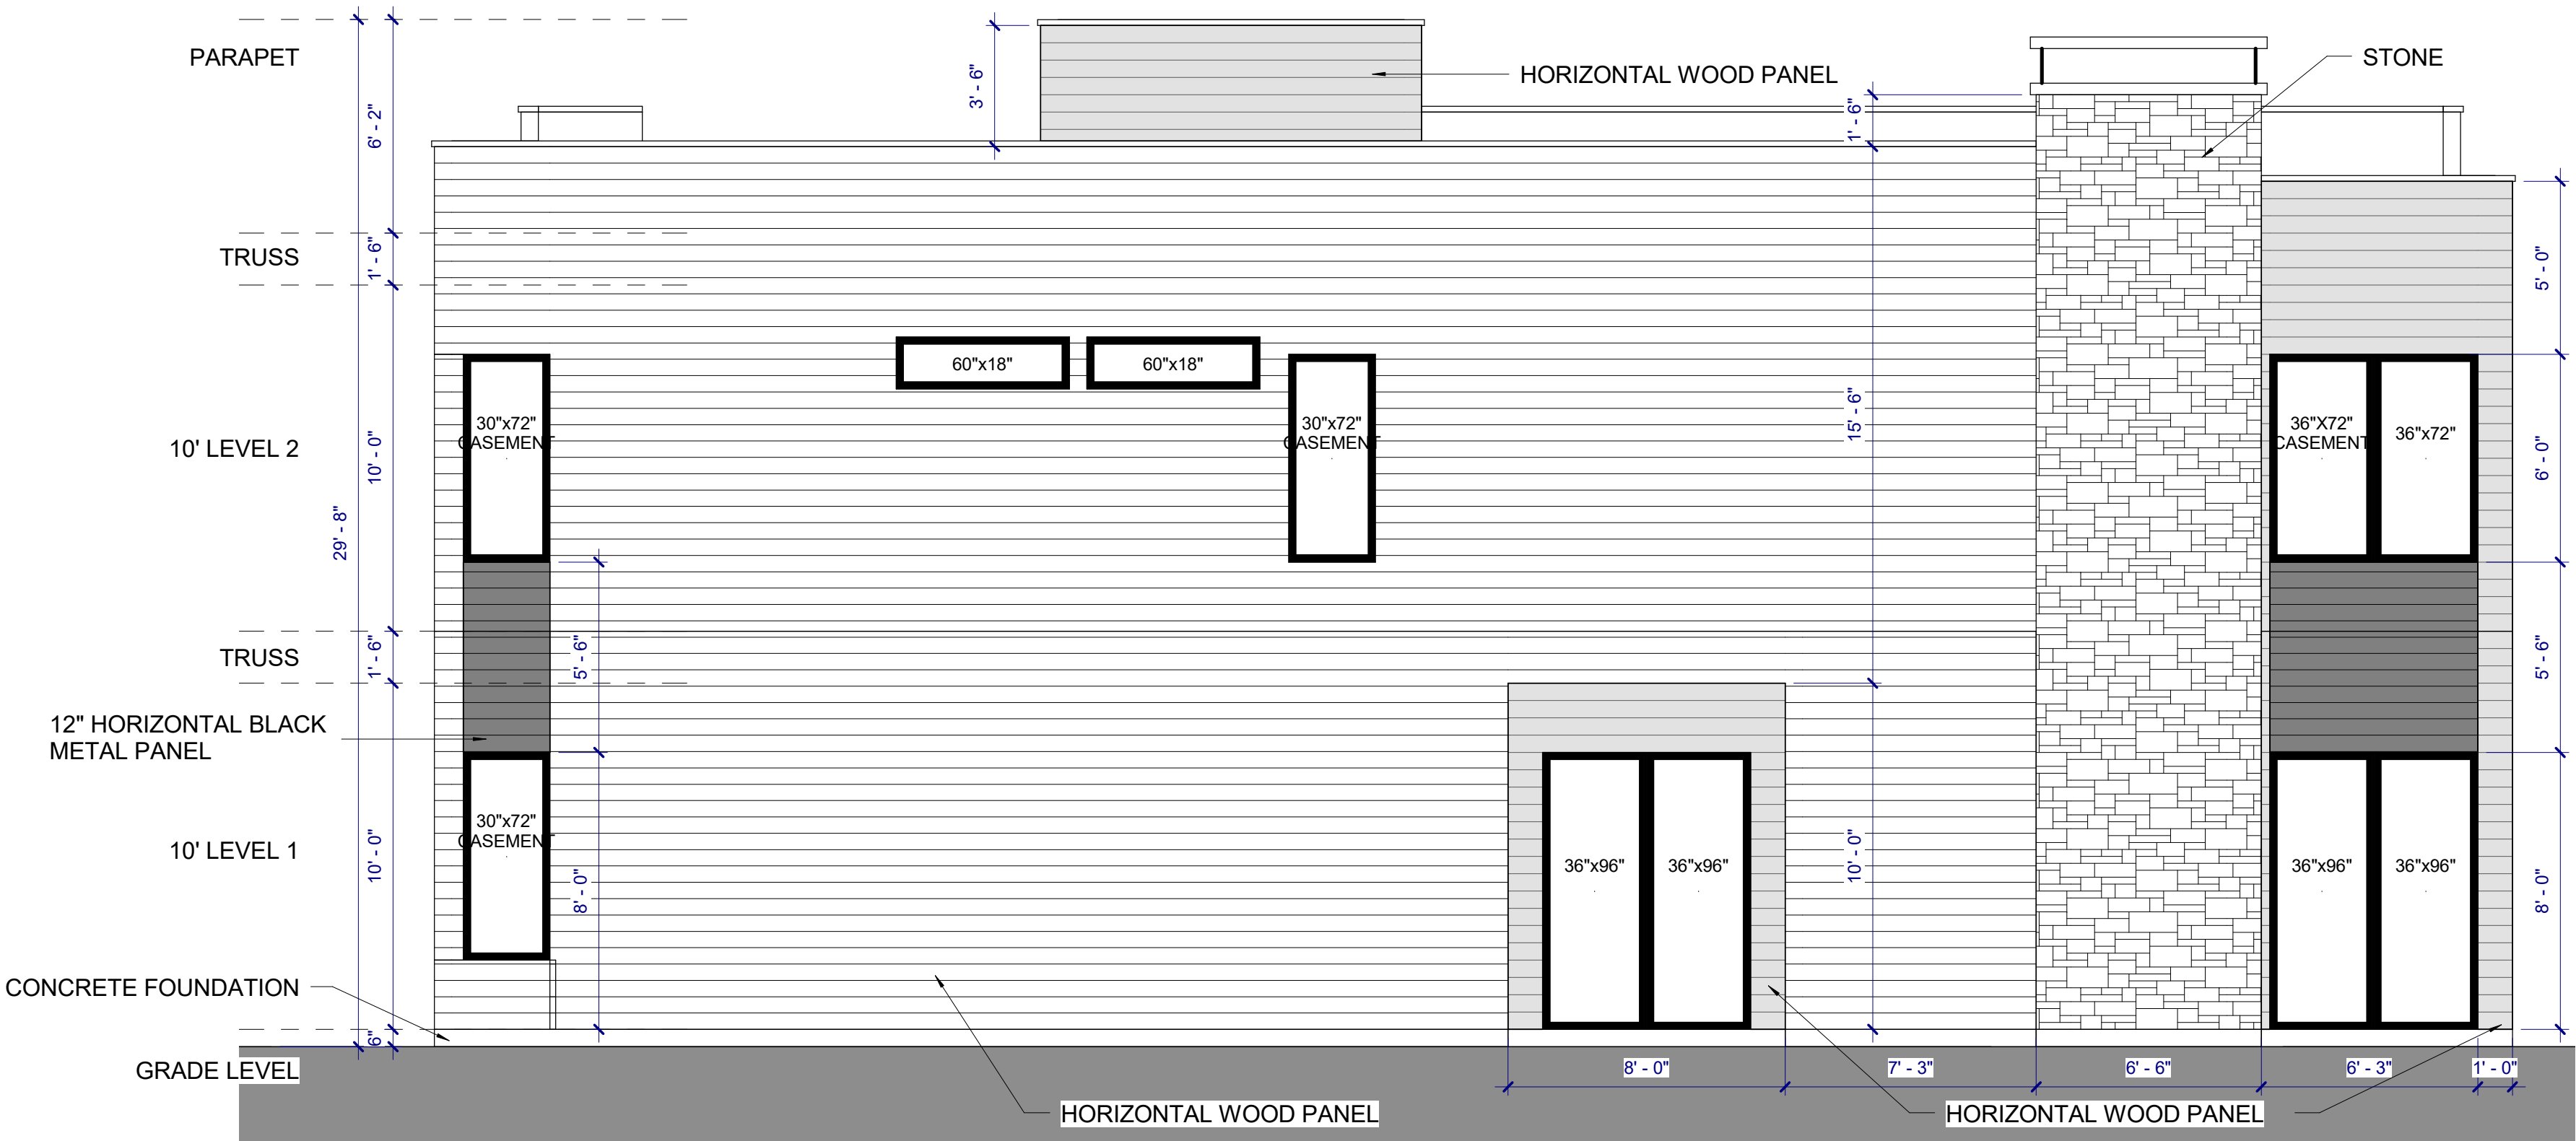 PARAPET
HORIZONTAL WOOD PANEL
STONE
3' - 6"
1' - 6"
6' - 2"
TRUSS
1' - 6"
5' - 0"
60"x18"
60"x18"
10' LEVEL 2
10' - 0"
30"x72"
CASEMENT
30"x72"
CASEMENT
15' - 6"
36"X72"
CASEMENT
36"x72"
6' - 0"
29' - 8"
TRUSS
1' - 6"
5' - 6"
5' - 6"
12" HORIZONTAL BLACK
METAL PANEL
10' LEVEL 1
10' - 0"
30"x72"
CASEMENT
8' - 0"
36"x96"
36"x96"
10' - 0"
36"x96"
36"x96"
8' - 0"
CONCRETE FOUNDATION
6"
GRADE LEVEL
8' - 0"
7' - 3"
6' - 6"
6' - 3"
1' - 0"
HORIZONTAL WOOD PANEL
HORIZONTAL WOOD PANEL